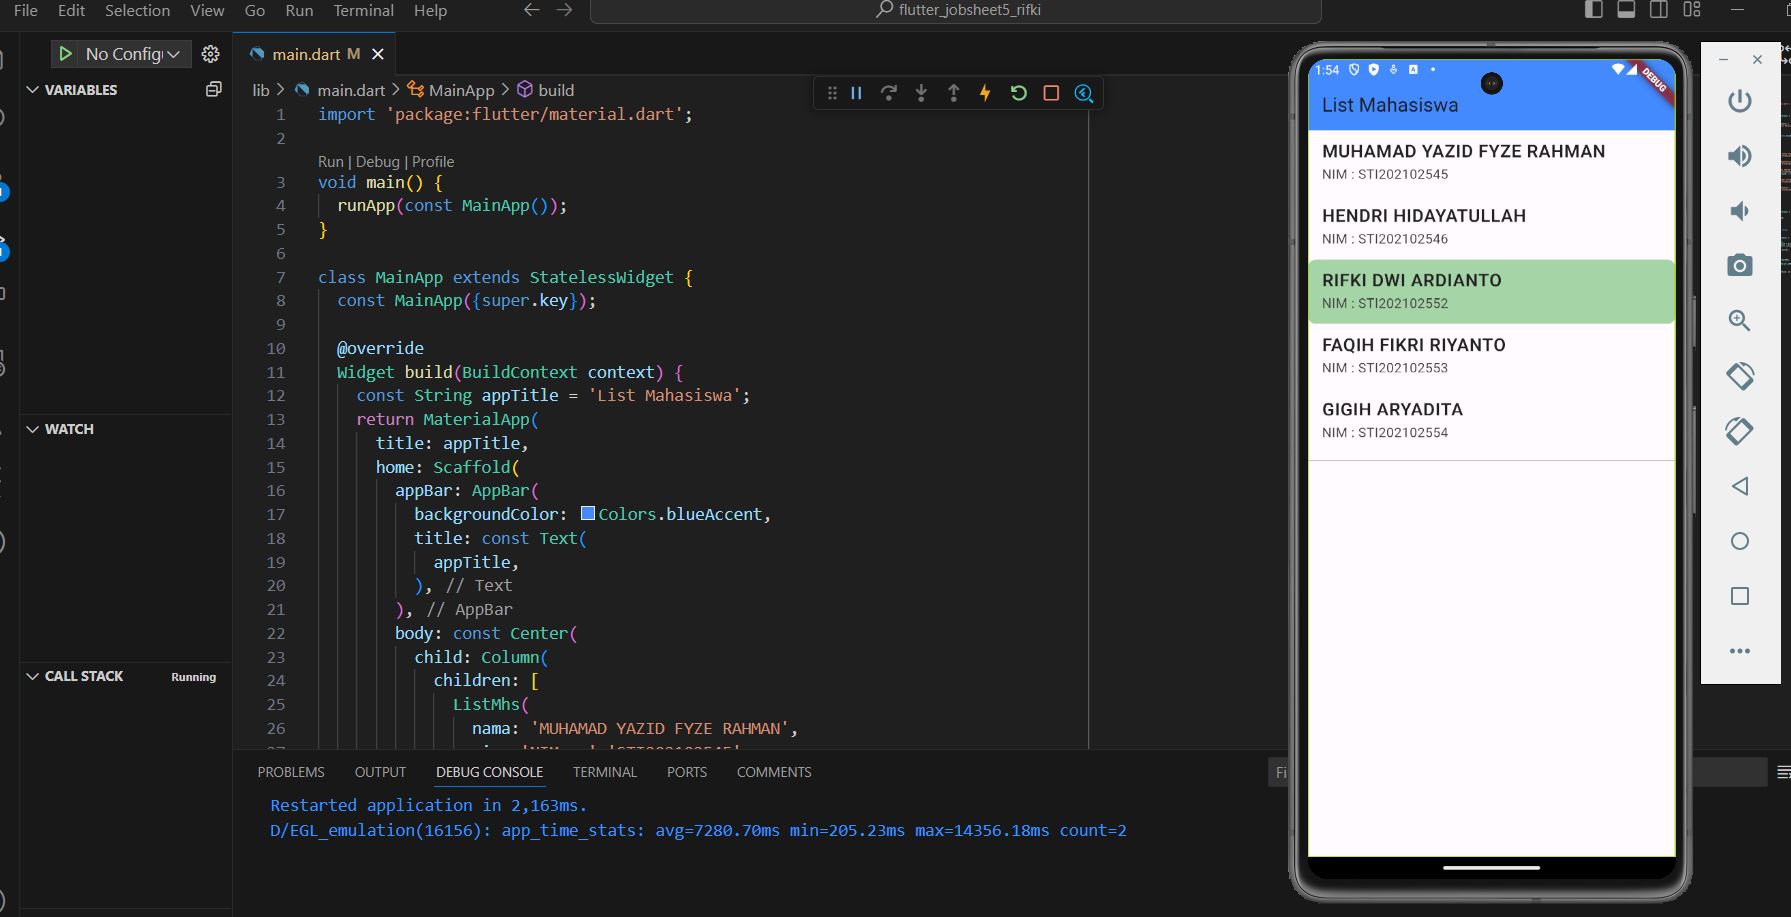 File Edit Selection View Go Run Terminal Help
flutter_jobsheet5_rifki
No Config
main.dart M
VARIABLES
lib > main.dart > MainApp > build
1 import 'package:flutter/material.dart';
2
Run | Debug | Profile
3 void main() {
4 runApp(const MainApp());
5 }
6
7 class MainApp extends StatelessWidget {
8 const MainApp({super.key});
9
10 @override
11 Widget build(BuildContext context) {
12 const String appTitle = 'List Mahasiswa';
13 return MaterialApp(
14 title: appTitle,
15 home: Scaffold(
16 appBar: AppBar(
17 backgroundColor: Colors.blueAccent,
18 title: const Text(
19 appTitle,
20 ), // Text
21 ), // AppBar
22 body: const Center(
23 child: Column(
24 children: [
25 ListMhs(
26 nama: 'MUHAMAD YAZID FYZE RAHMAN',
WATCH
CALL STACK
Running
PROBLEMS OUTPUT DEBUG CONSOLE TERMINAL PORTS COMMENTS
Fi
Restarted application in 2,163ms.
D/EGL_emulation(16156): app_time_stats: avg=7280.70ms min=205.23ms max=14356.18ms count=2
1:54
DEBUG
List Mahasiswa
MUHAMAD YAZID FYZE RAHMAN
NIM : STI202102545
HENDRI HIDAYATULLAH
NIM : STI202102546
RIFKI DWI ARDIANTO
NIM : STI202102552
FAQIH FIKRI RIYANTO
NIM : STI202102553
GIGIH ARYADITA
NIM : STI202102554